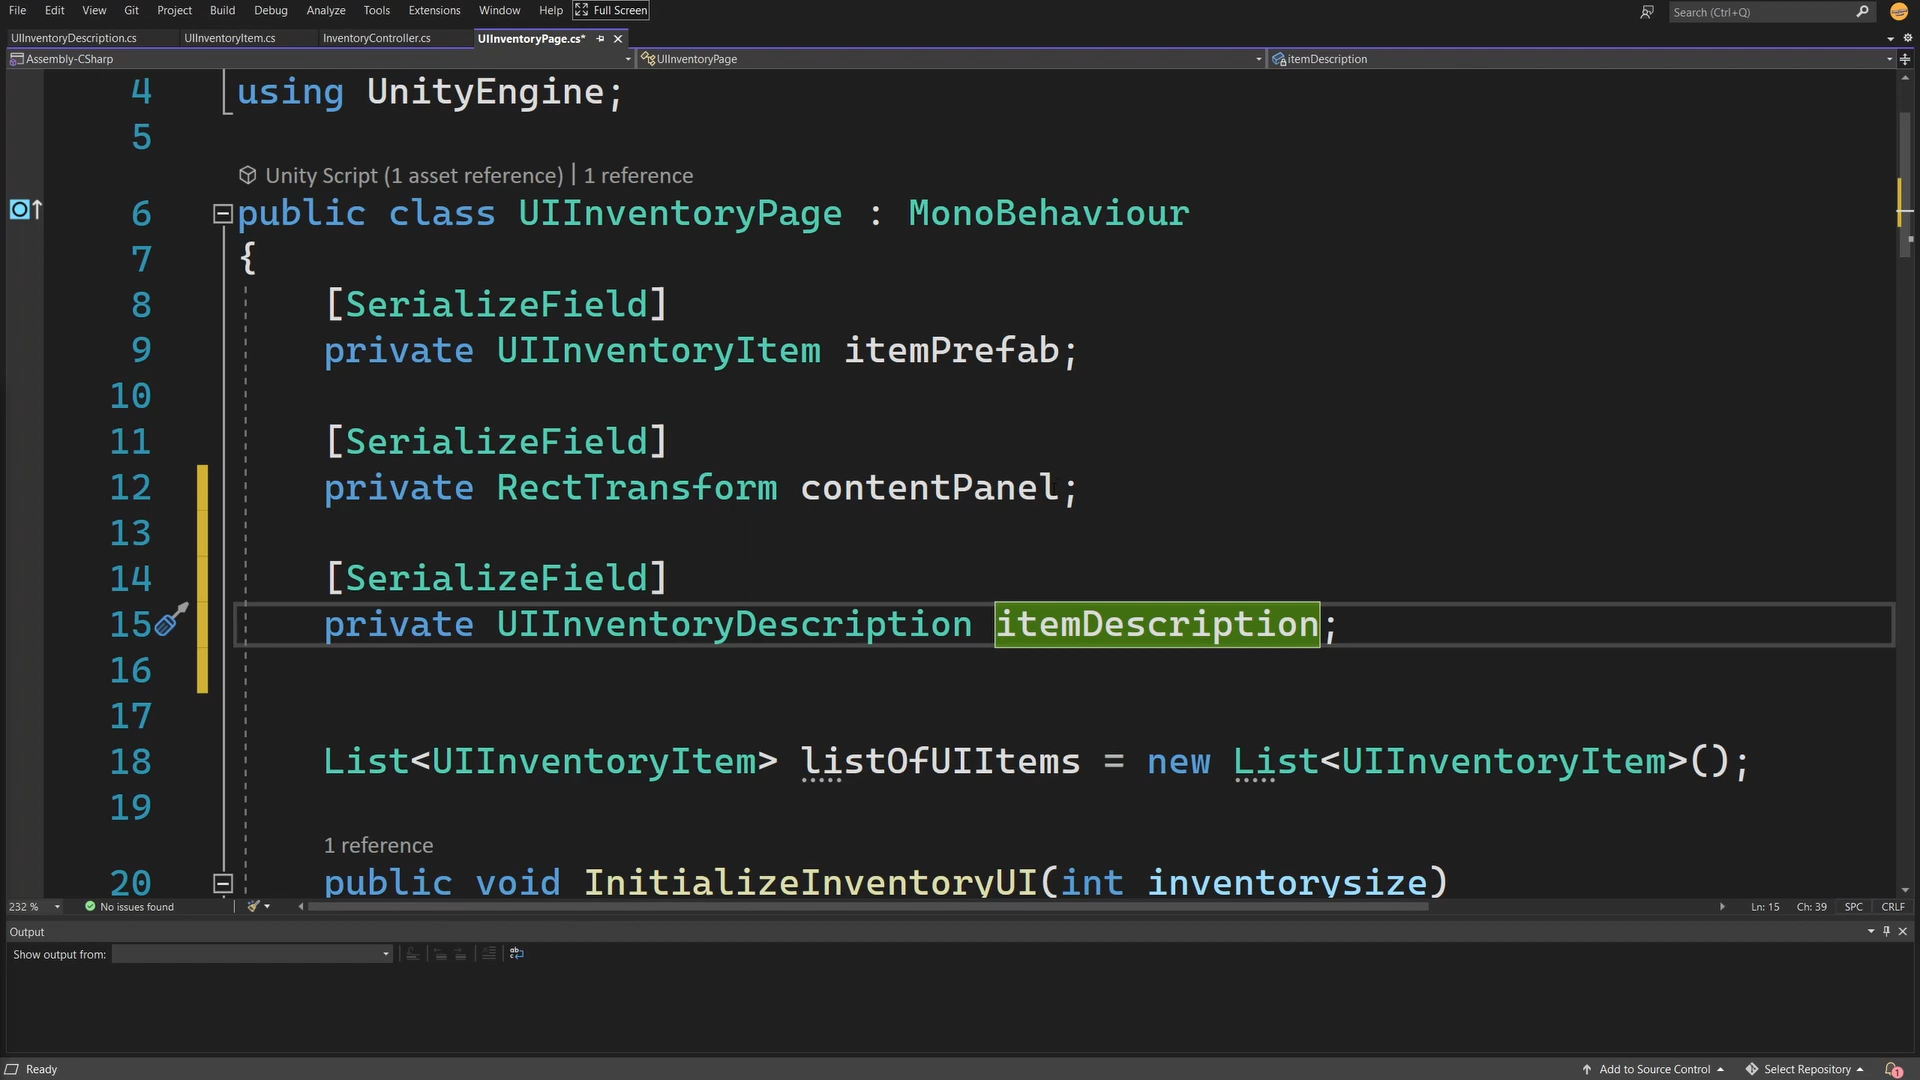 File Edit View Git Project Build Debug Analyze Tools Extensions Window Help Full Screen Search (Ctrl+Q)
UIInventoryDescription.cs UIInventoryItem.cs InventoryController.cs UIInventoryPage.cs*
Assembly-CSharp UIInventoryPage itemDescription
4 using UnityEngine;
5
Unity Script (1 asset reference) | 1 reference
6 public class UIInventoryPage : MonoBehaviour
7 {
8 [SerializeField]
9 private UIInventoryItem itemPrefab;
10
11 [SerializeField]
12 private RectTransform contentPanel;
13
14 [SerializeField]
15 private UIInventoryDescription itemDescription;
16
17
18 List<UIInventoryItem> listOfUIItems = new List<UIInventoryItem>();
19
1 reference
20 public void InitializeInventoryUI(int inventorysize)
232 % No issues found Ln: 15 Ch: 39 SPC CRLF
Output
Show output from:
Ready Add to Source Control Select Repository 1